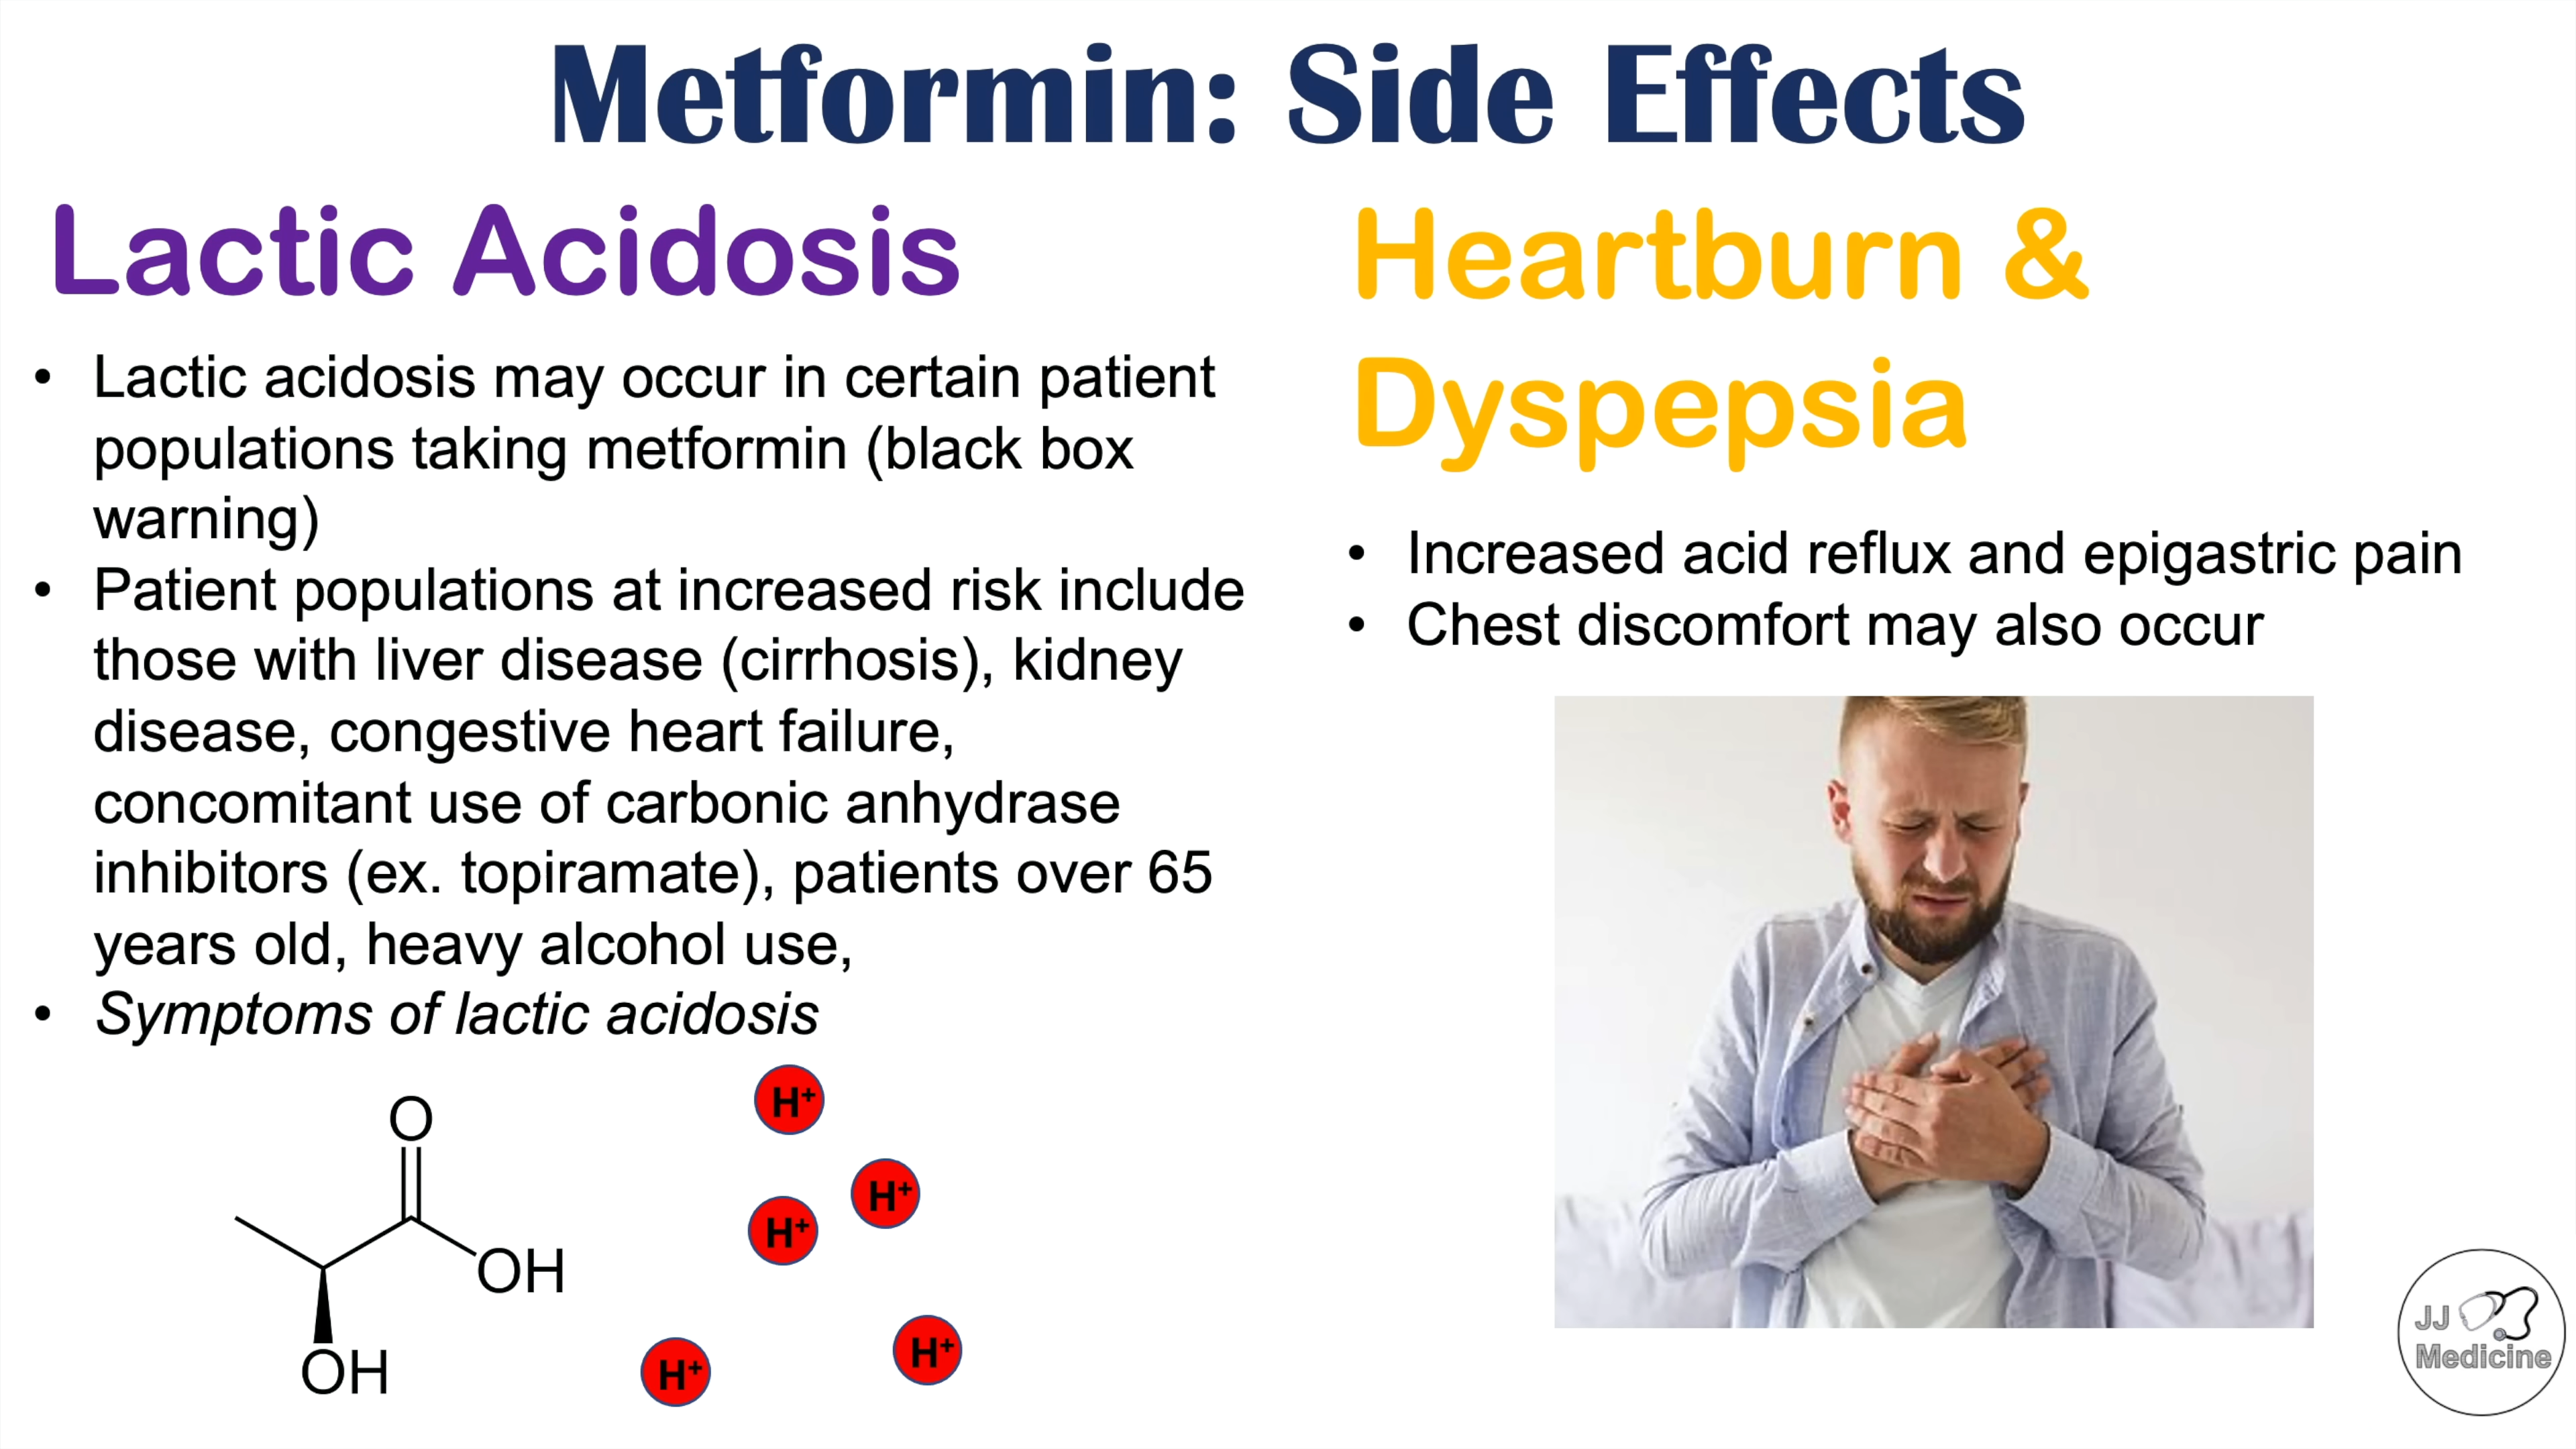 Metformin: Side Effects
Lactic Acidosis
• Lactic acidosis may occur in certain patient
populations taking metformin (black box
warning)
• Patient populations at increased risk include
those with liver disease (cirrhosis), kidney
disease, congestive heart failure,
concomitant use of carbonic anhydrase
inhibitors (ex. topiramate), patients over 65
years old, heavy alcohol use,
• Symptoms of lactic acidosis
O
OH
OH
H+
H+
H+
H+
H+
Heartburn &
Dyspepsia
• Increased acid reflux and epigastric pain
• Chest discomfort may also occur
JJ
Medicine